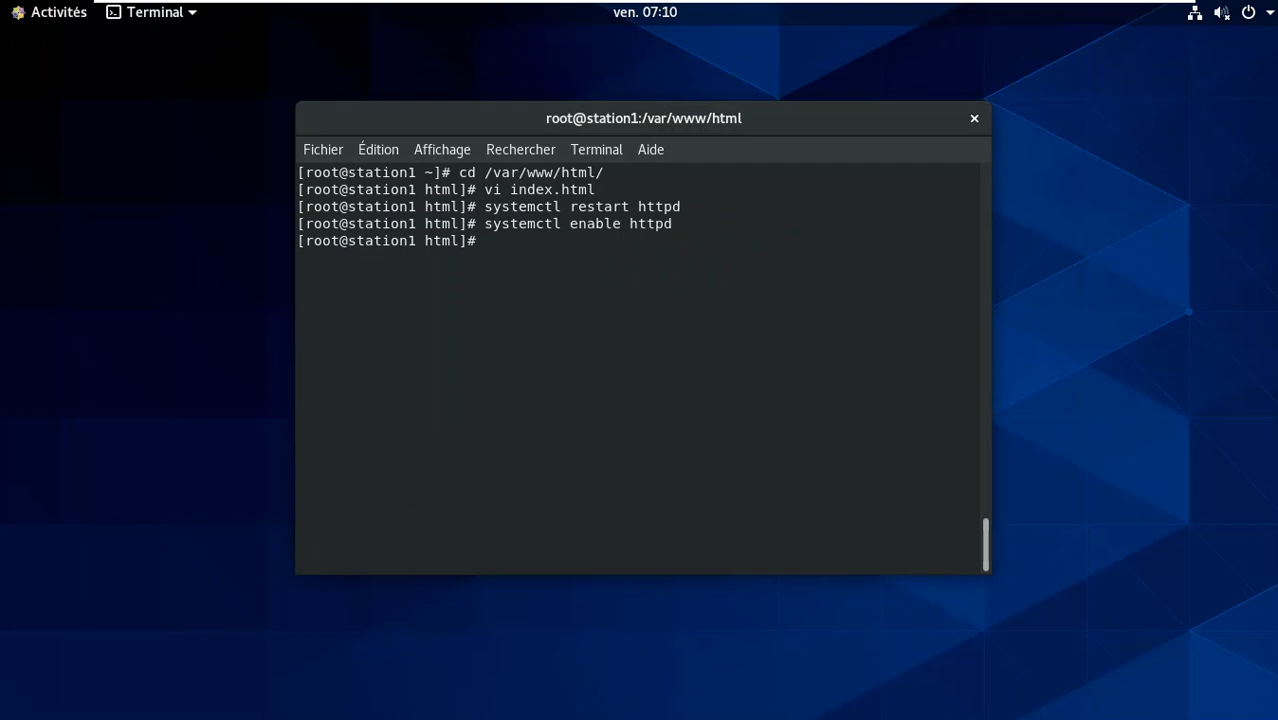 Activités Terminal ven. 07:10
root@station1:/var/www/html
Fichier Édition Affichage Rechercher Terminal Aide
[root@station1 ~]# cd /var/www/html/
[root@station1 html]# vi index.html
[root@station1 html]# systemctl restart httpd
[root@station1 html]# systemctl enable httpd
[root@station1 html]#